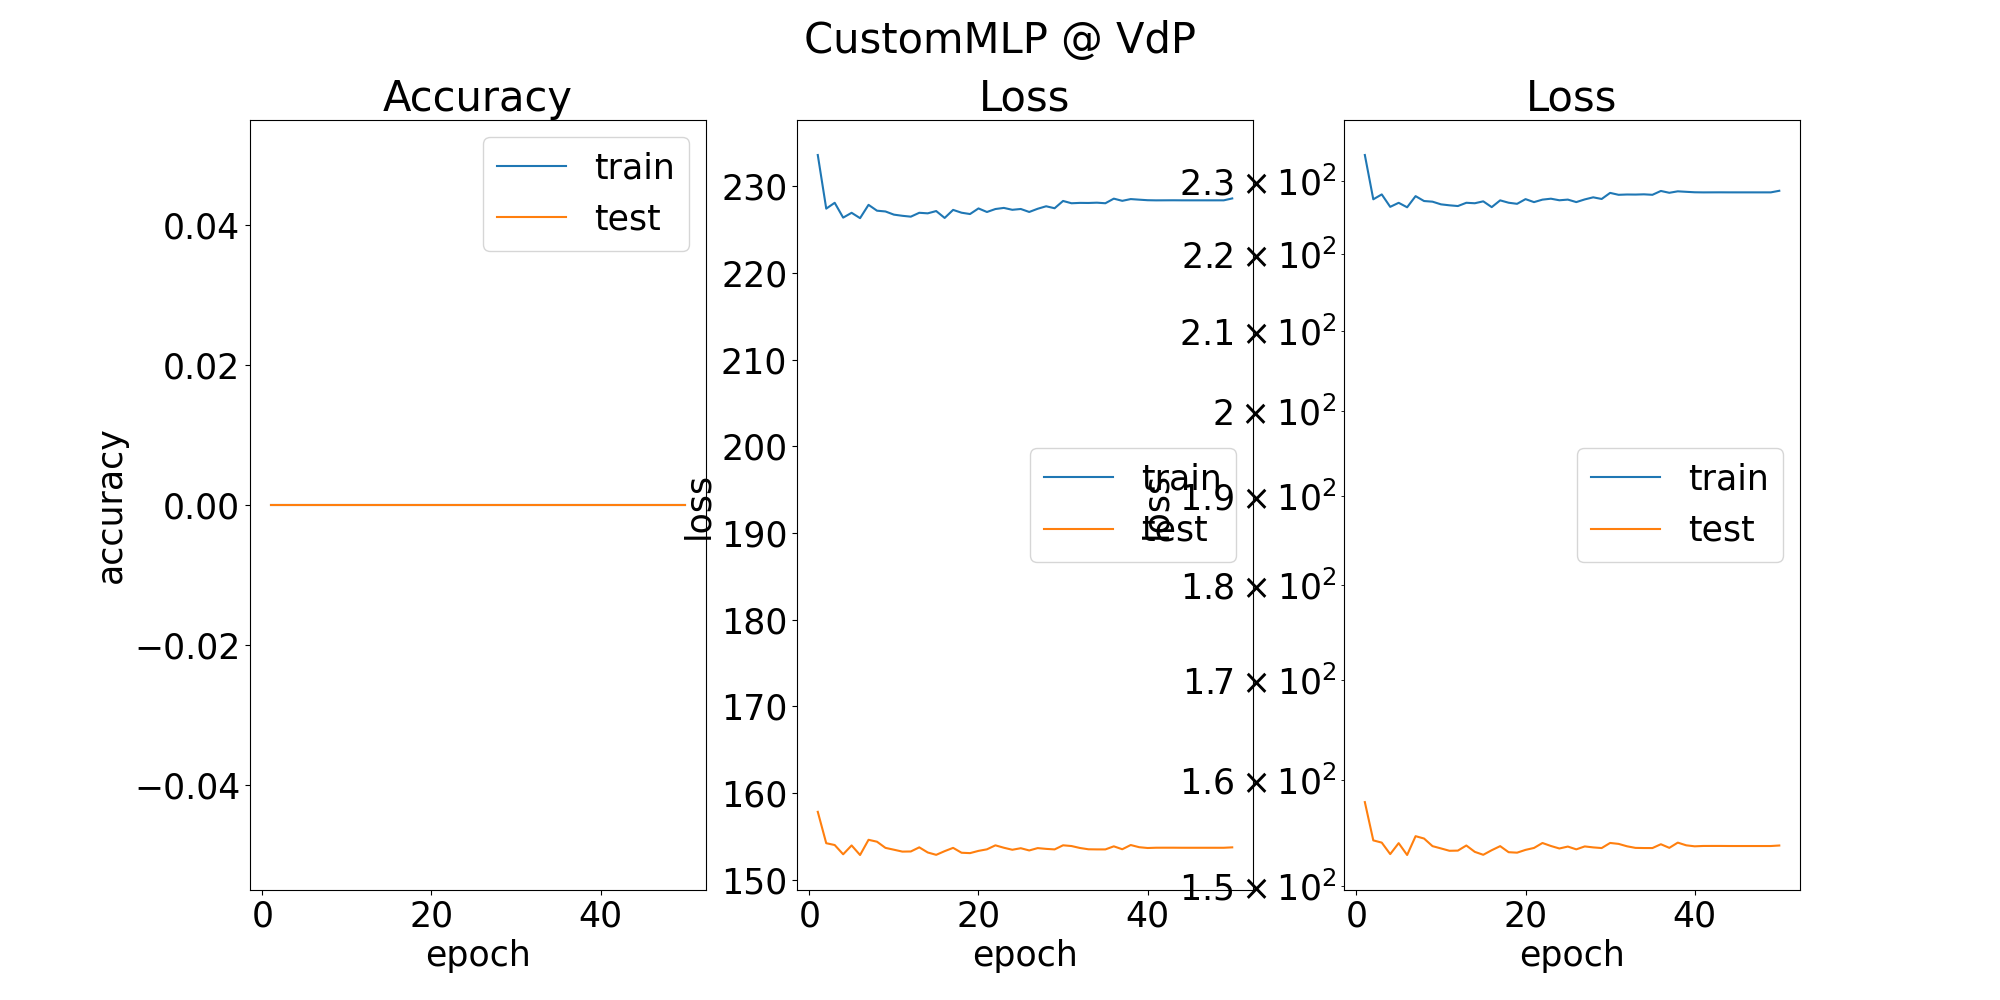 CustomMLP @ VdP
Accuracy
accuracy
0.04
0.02
0.00
−0.02
−0.04
0 20 40
epoch
train
test
Loss
loss
230
220
210
200
190
180
170
160
150
0 20 40
epoch
train
test
Loss
loss
2.3 × 10²
2.2 × 10²
2.1 × 10²
2 × 10²
1.9 × 10²
1.8 × 10²
1.7 × 10²
1.6 × 10²
1.5 × 10²
0 20 40
epoch
train
test